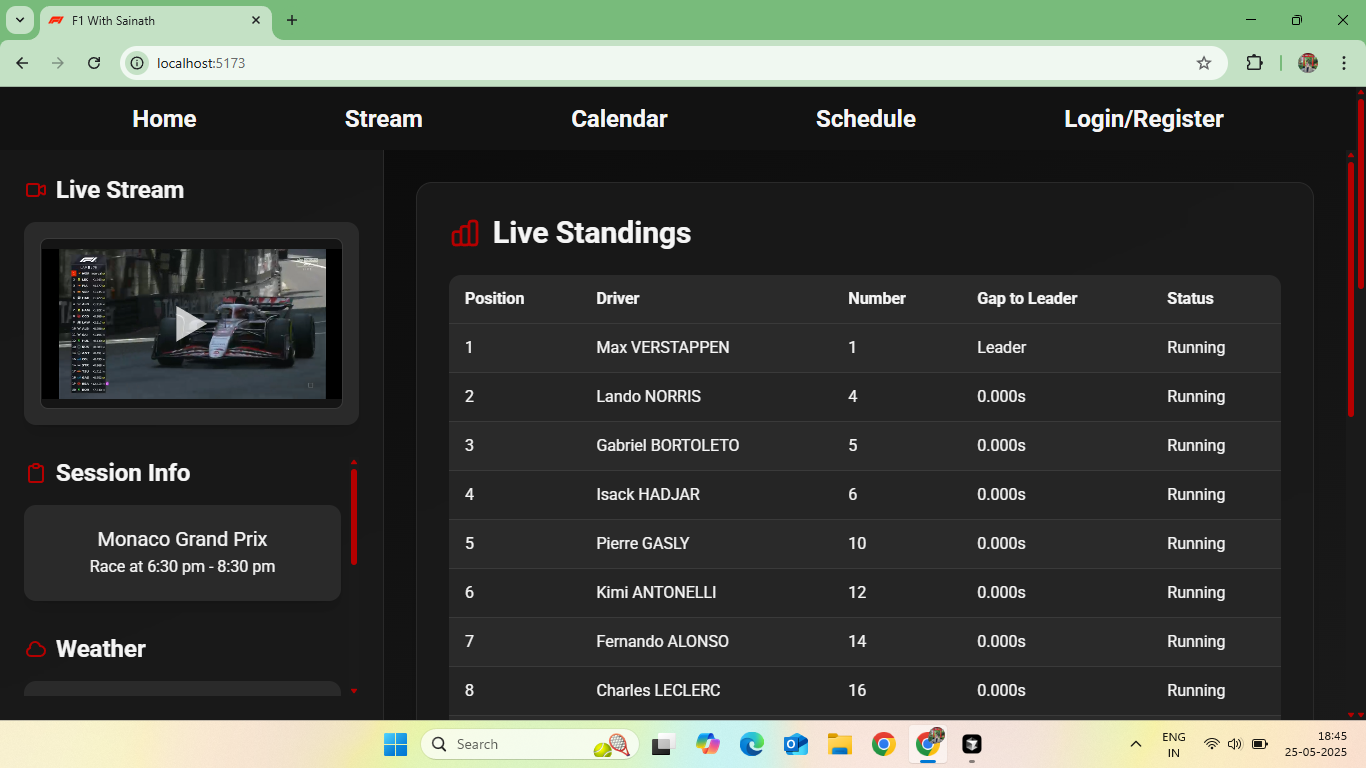 F1 With Sainath
localhost:5173
Home Stream Calendar Schedule Login/Register
Live Stream
Session Info
Monaco Grand Prix
Race at 6:30 pm - 8:30 pm
Weather
Live Standings
Position Driver Number Gap to Leader Status
1 Max VERSTAPPEN 1 Leader Running
2 Lando NORRIS 4 0.000s Running
3 Gabriel BORTOLETO 5 0.000s Running
4 Isack HADJAR 6 0.000s Running
5 Pierre GASLY 10 0.000s Running
6 Kimi ANTONELLI 12 0.000s Running
7 Fernando ALONSO 14 0.000s Running
8 Charles LECLERC 16 0.000s Running
Search
ENG
IN
18:45
25-05-2025